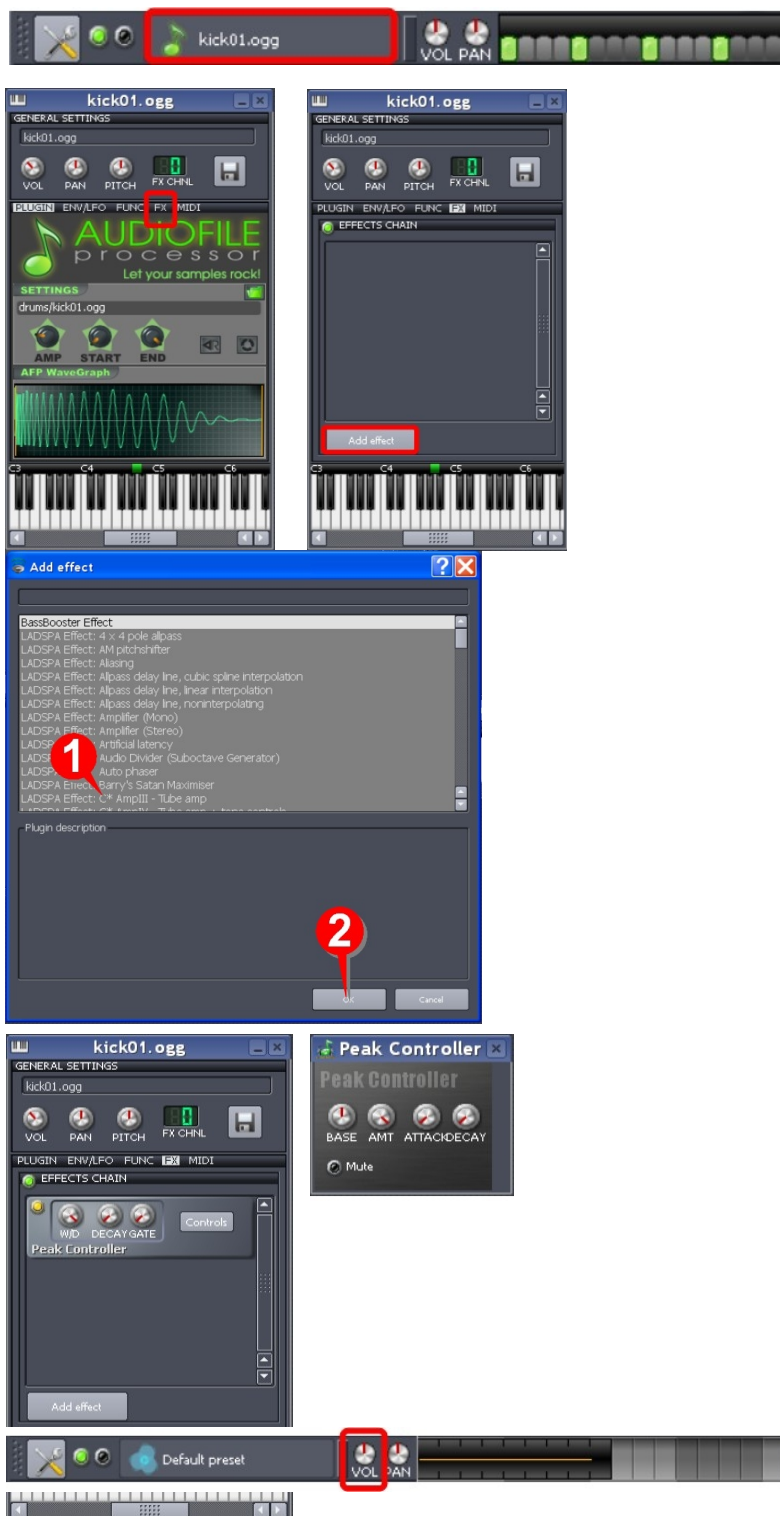 kick01.ogg
VOL PAN
kick01.ogg
GENERAL SETTINGS
kick01.ogg
VOL PAN PITCH FX CHNL
PLUGIN ENV/LFO FUNC FX MIDI
AUDIOFILE
processor
Let your samples rock!
SETTINGS
drums/kick01.ogg
AMP START END
AFP WaveGraph
C3 C4 C5 C6
kick01.ogg
GENERAL SETTINGS
kick01.ogg
VOL PAN PITCH FX CHNL
PLUGIN ENV/LFO FUNC FX MIDI
EFFECTS CHAIN
Add effect
C3 C4 C5 C6
Add effect
BassBooster Effect
LADSPA Effect: 4 x 4 pole allpass
LADSPA Effect: AM pitchshifter
LADSPA Effect: Aliasing
LADSPA Effect: Allpass delay line, cubic spline interpolation
LADSPA Effect: Allpass delay line, linear interpolation
LADSPA Effect: Allpass delay line, noninterpolating
LADSPA Effect: Amplifier (Mono)
LADSPA Effect: Amplifier (Stereo)
Artificial latency
Audio Divider (Suboctave Generator)
Auto phaser
LADSPA Effect: Barry's Satan Maximiser
LADSPA Effect: C* AmpIII - Tube amp
1
Plugin description
2
OK Cancel
kick01.ogg
GENERAL SETTINGS
kick01.ogg
VOL PAN PITCH FX CHNL
PLUGIN ENV/LFO FUNC FX MIDI
EFFECTS CHAIN
W/D DECAY GATE Controls
Peak Controller
Add effect
Peak Controller
Peak Controller
BASE AMT ATTACK DECAY
Mute
Default preset
VOL PAN